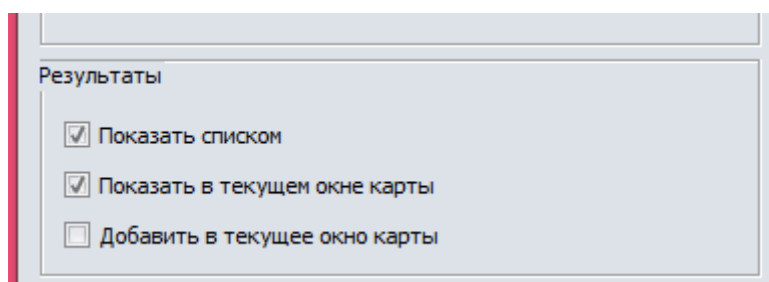 Результаты
Показать списком
Показать в текущем окне карты
Добавить в текущее окно карты